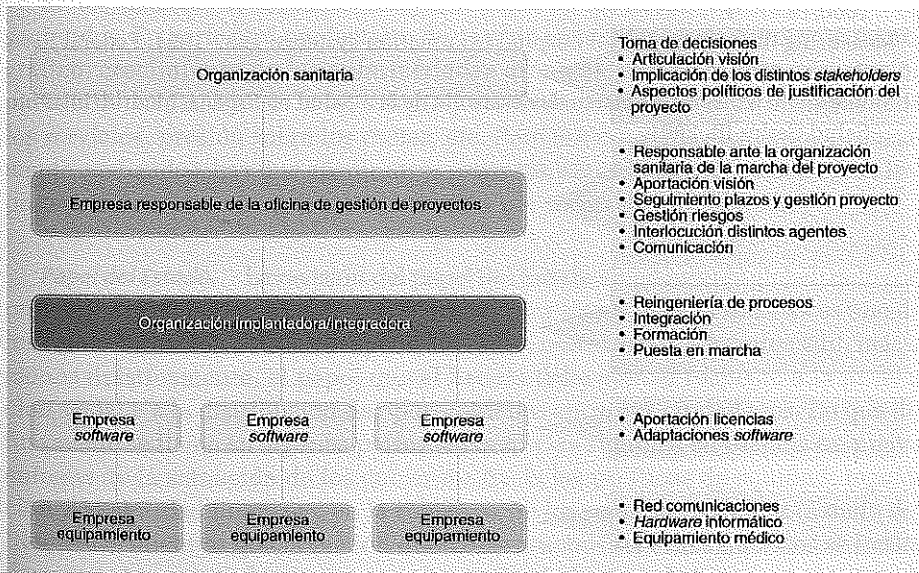 Organización sanitaria
Toma de decisiones
• Articulación visión
• Implicación de los distintos stakeholders
• Aspectos políticos de justificación del
proyecto
Empresa responsable de la oficina de gestión de proyectos
• Responsable ante la organización
sanitaria de la marcha del proyecto
• Aportación visión
• Seguimiento plazos y gestión proyecto
• Gestión riesgos
• Interlocución distintos agentes
• Comunicación
Organización implantadora/integradora
• Reingeniería de procesos
• Integración
• Formación
• Puesta en marcha
Empresa
software
Empresa
software
Empresa
software
• Aportación licencias
• Adaptaciones software
Empresa
equipamiento
Empresa
equipamiento
Empresa
equipamiento
• Red comunicaciones
• Hardware informático
• Equipamiento médico